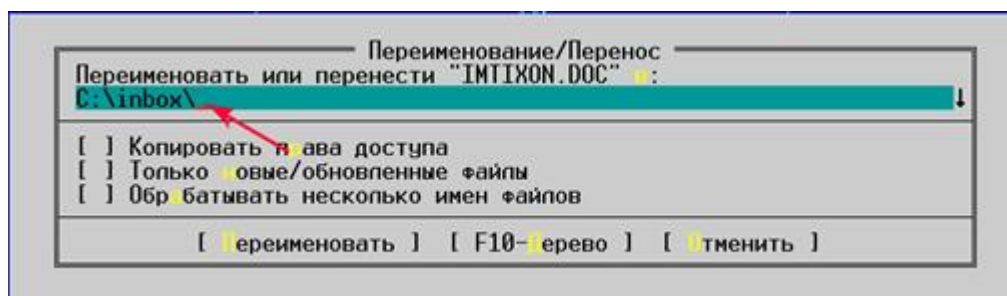 Переименование/Перенос
Переименовать или перенести "IMTIXON.DOC" в:
C:\inbox\
[ ] Копировать права доступа
[ ] Только новые/обновленные файлы
[ ] Обрабатывать несколько имен файлов
[ Переименовать ] [ F10-Дерево ] [ Отменить ]